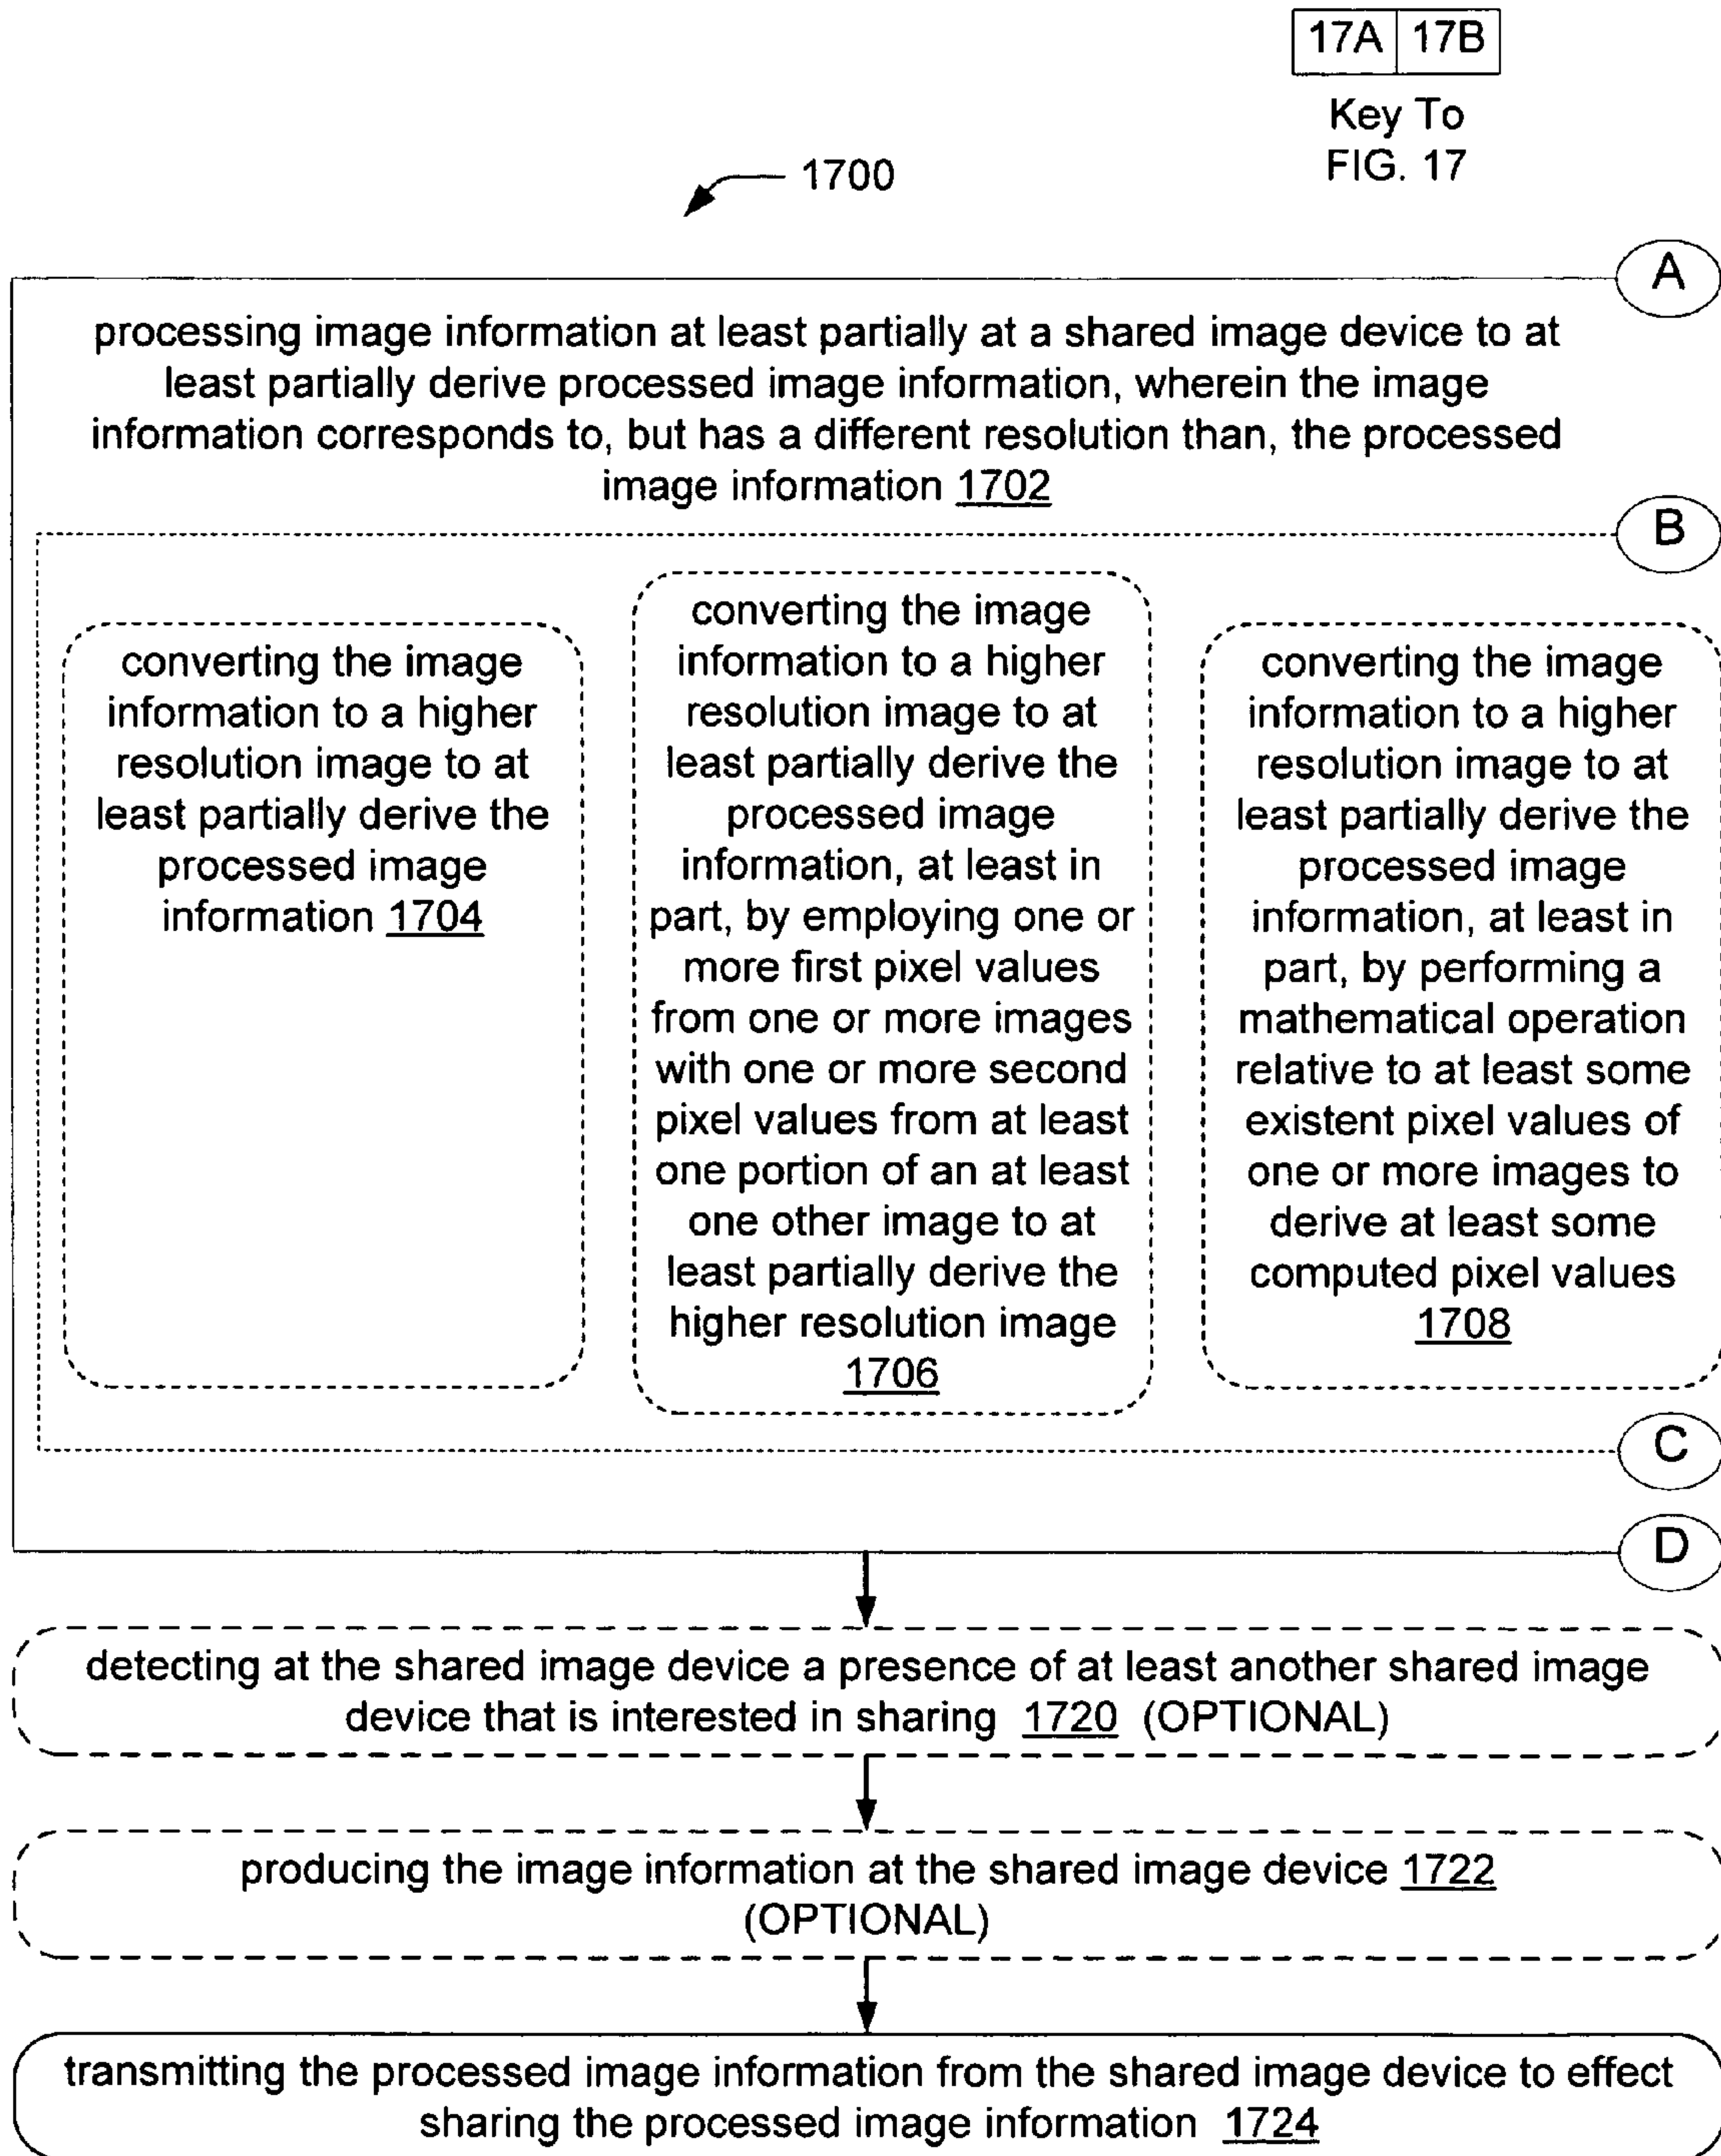 17A 17B
Key To
FIG. 17
1700
A
processing image information at least partially at a shared image device to at
least partially derive processed image information, wherein the image
information corresponds to, but has a different resolution than, the processed
image information 1702
B
converting the image
information to a higher
resolution image to at
least partially derive the
processed image
information 1704
converting the image
information to a higher
resolution image to at
least partially derive the
processed image
information, at least in
part, by employing one or
more first pixel values
from one or more images
with one or more second
pixel values from at least
one portion of an at least
one other image to at
least partially derive the
higher resolution image
1706
converting the image
information to a higher
resolution image to at
least partially derive the
processed image
information, at least in
part, by performing a
mathematical operation
relative to at least some
existent pixel values of
one or more images to
derive at least some
computed pixel values
1708
C
D
detecting at the shared image device a presence of at least another shared image
device that is interested in sharing 1720 (OPTIONAL)
producing the image information at the shared image device 1722
(OPTIONAL)
transmitting the processed image information from the shared image device to effect
sharing the processed image information 1724